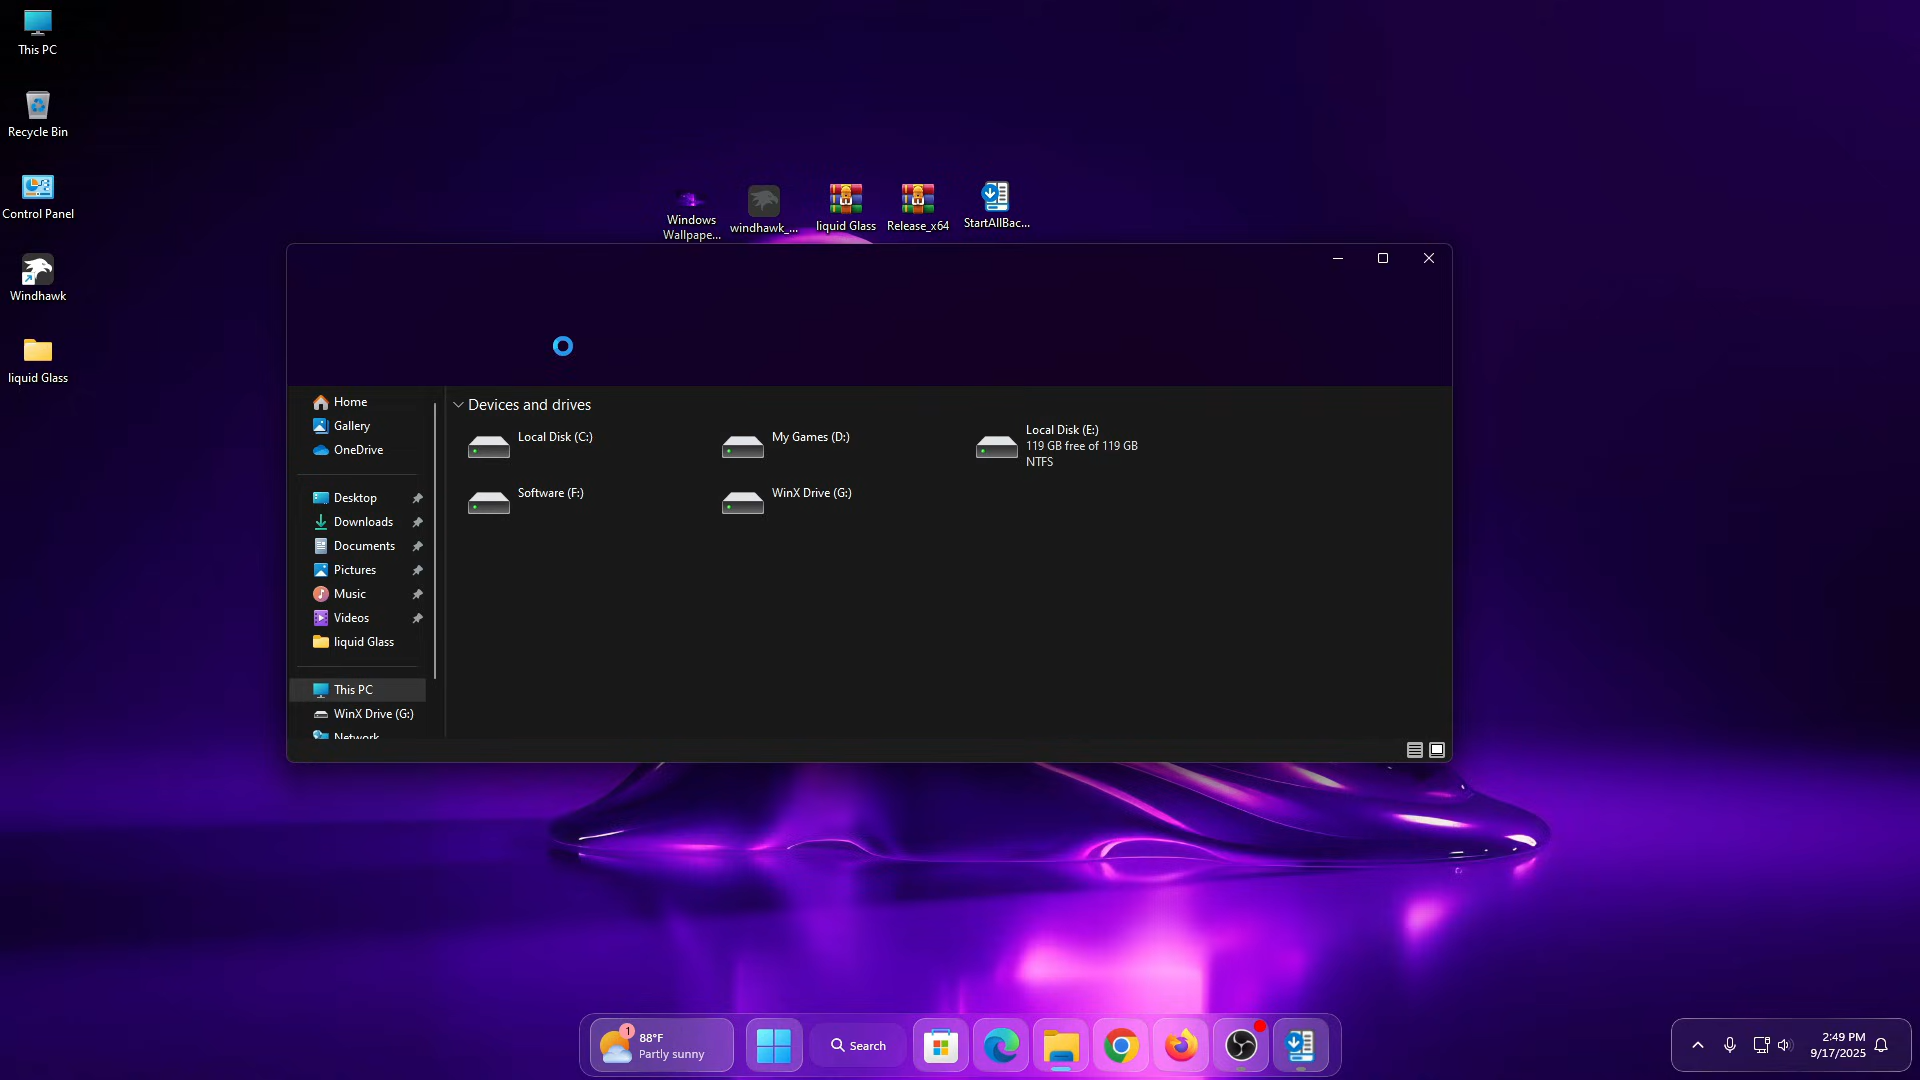 This PC
Recycle Bin
Control Panel
Windhawk
liquid Glass
Windows
Wallpape...
windhawk_...
liquid Glass
Release_x64
StartAllBac...
Home
Gallery
OneDrive
Desktop
Downloads
Documents
Pictures
Music
Videos
liquid Glass
This PC
WinX Drive (G:)
Network
Devices and drives
Local Disk (C:)
My Games (D:)
Local Disk (E:)
119 GB free of 119 GB
NTFS
Software (F:)
WinX Drive (G:)
1
88°F
Partly sunny
Search
2:49 PM
9/17/2025